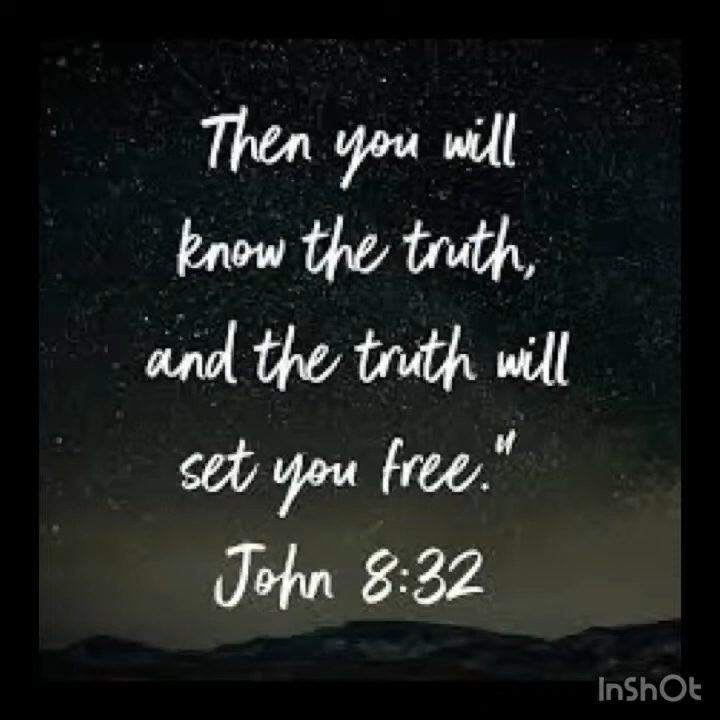 Then you will
know the truth,
and the truth will
set you free."
John 8:32
InShOt